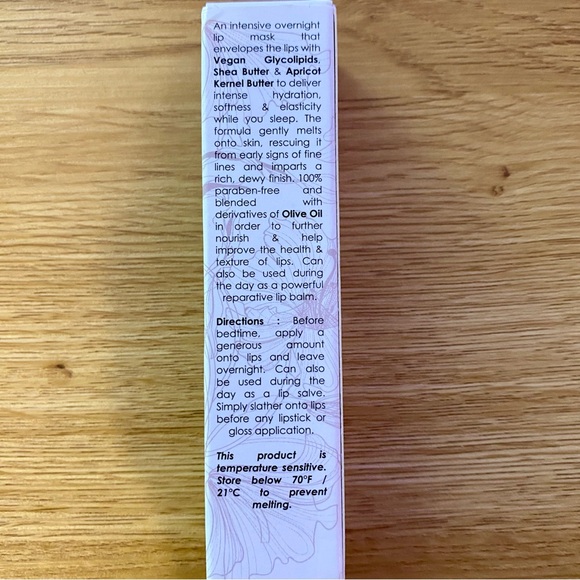 An intensive overnight
lip mask that
envelopes the lips with
Vegan Glycolipids,
Shea Butter & Apricot
Kernel Butter to deliver
intense hydration,
softness & elasticity
while you sleep. The
formula gently melts
onto skin, rescuing it
from early signs of fine
lines and imparts a
rich, dewy finish. 100%
paraben-free and
blended with
derivatives of Olive Oil
in order to further
nourish & help
improve the health &
texture of lips. Can
also be used during
the day as a powerful
reparative lip balm.
Directions : Before
bedtime, apply a
generous amount
onto lips and leave
overnight. Can also
be used during the
day as a lip salve.
Simply slather onto lips
before any lipstick or
gloss application.
This product is
temperature sensitive.
Store below 70°F /
21°C to prevent
melting.